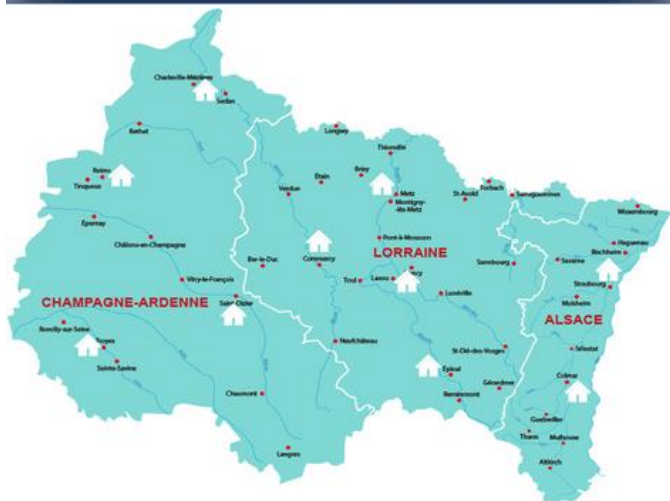 Charleville-Mézières
Sedan
Rethel
Longwy
Thionville
Reims
Tinqueux
Étain
Briey
Verdun
Metz
Montigny-
lès-Metz
St-Avold
Forbach
Sarreguemines
Wissembourg
Épernay
Châlons-en-Champagne
Pont-à-Mousson
Haguenau
Bischheim
Saverne
LORRAINE
Bar-le-Duc
Commercy
Sarrebourg
Vitry-le-François
Toul
Laxou
Strasbourg
Lunéville
Molsheim
CHAMPAGNE-ARDENNE
ALSACE
Romilly-sur-Seine
Troyes
Sainte-Savine
Neufchâteau
St-Dié-des-Vosges
Sélestat
Épinal
Colmar
Chaumont
Gérardmer
Remiremont
Guebwiller
Thann
Mulhouse
Langres
Altkirch